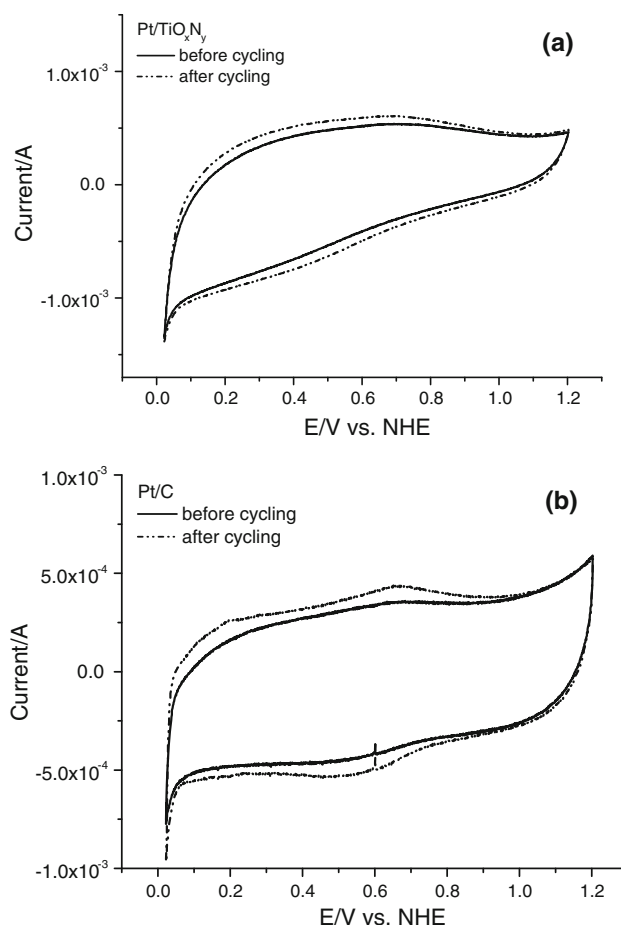 (a)
Pt/TiOₓNᵧ
before cycling
after cycling
1.0x10⁻³
0.0
-1.0x10⁻³
Current/A
0.0 0.2 0.4 0.6 0.8 1.0 1.2
E/V vs. NHE
(b)
Pt/C
before cycling
after cycling
1.0x10⁻³
5.0x10⁻⁴
0.0
-5.0x10⁻⁴
-1.0x10⁻³
Current/A
0.0 0.2 0.4 0.6 0.8 1.0 1.2
E/V vs. NHE